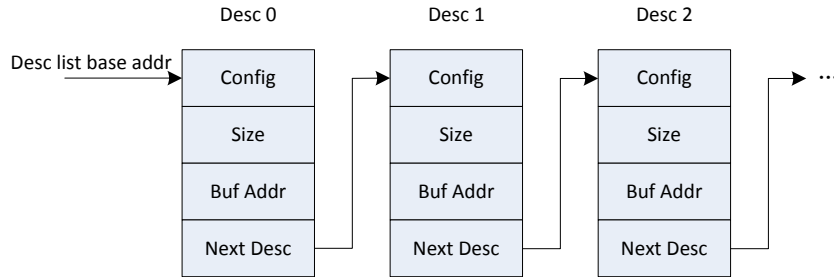 Desc 0 Desc 1 Desc 2
Desc list base addr
Config Config Config ...
Size Size Size
Buf Addr Buf Addr Buf Addr
Next Desc Next Desc Next Desc